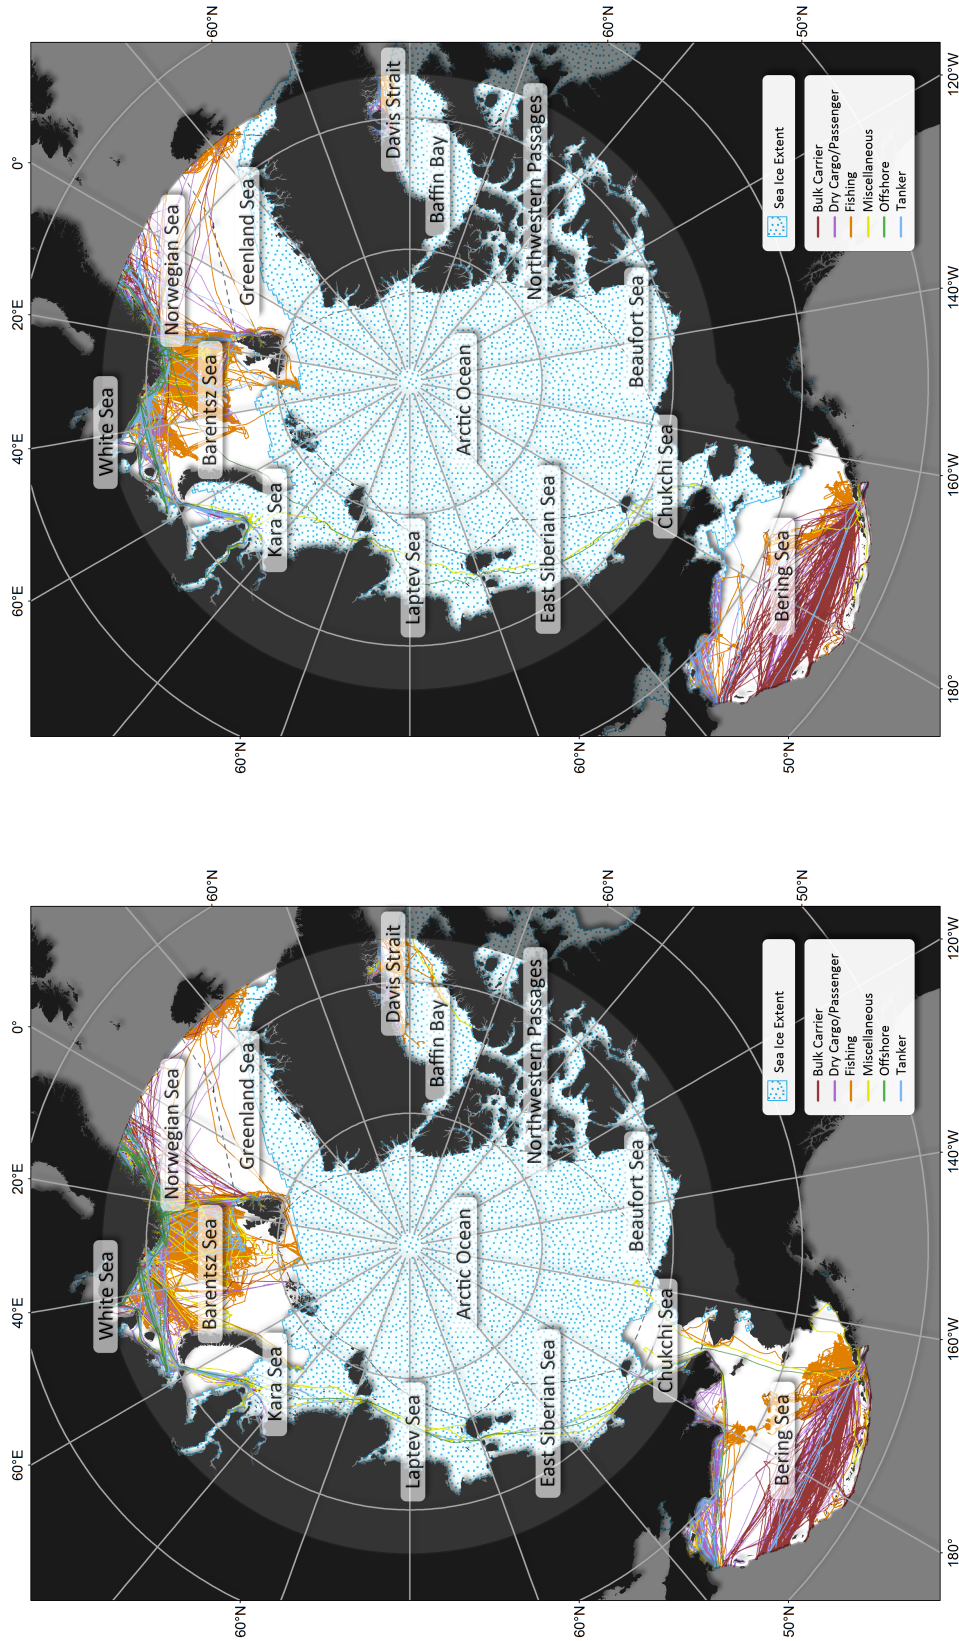 60°E
40°E
20°E
0°
60°N
60°N
White Sea
Norwegian Sea
Barentsz Sea
Greenland Sea
Kara Sea
Davis Strait
Laptev Sea
Baffin Bay
Arctic Ocean
Northwestern Passages
East Siberian Sea
60°N
60°N
Beaufort Sea
Chukchi Sea
Bering Sea
50°N
50°N
Sea Ice Extent
Bulk Carrier
Dry Cargo/Passenger
Fishing
Miscellaneous
Offshore
Tanker
180°
160°W
140°W
120°W
60°E
40°E
20°E
0°
60°N
60°N
White Sea
Norwegian Sea
Barentsz Sea
Greenland Sea
Kara Sea
Davis Strait
Laptev Sea
Baffin Bay
Arctic Ocean
Northwestern Passages
East Siberian Sea
60°N
60°N
Beaufort Sea
Chukchi Sea
Bering Sea
50°N
50°N
Sea Ice Extent
Bulk Carrier
Dry Cargo/Passenger
Fishing
Miscellaneous
Offshore
Tanker
180°
160°W
140°W
120°W